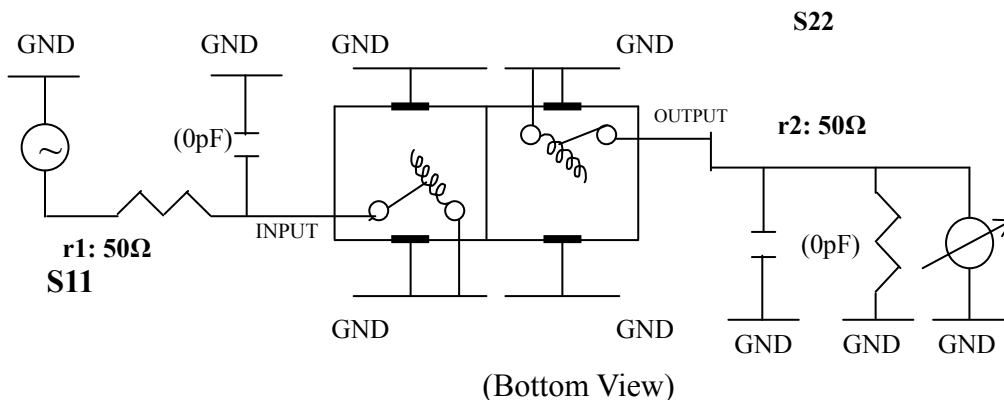 S22
GND
GND
GND
GND
(0pF)
OUTPUT
r2: 50Ω
INPUT
r1: 50Ω
S11
(0pF)
GND
GND
GND
GND
GND
(Bottom View)